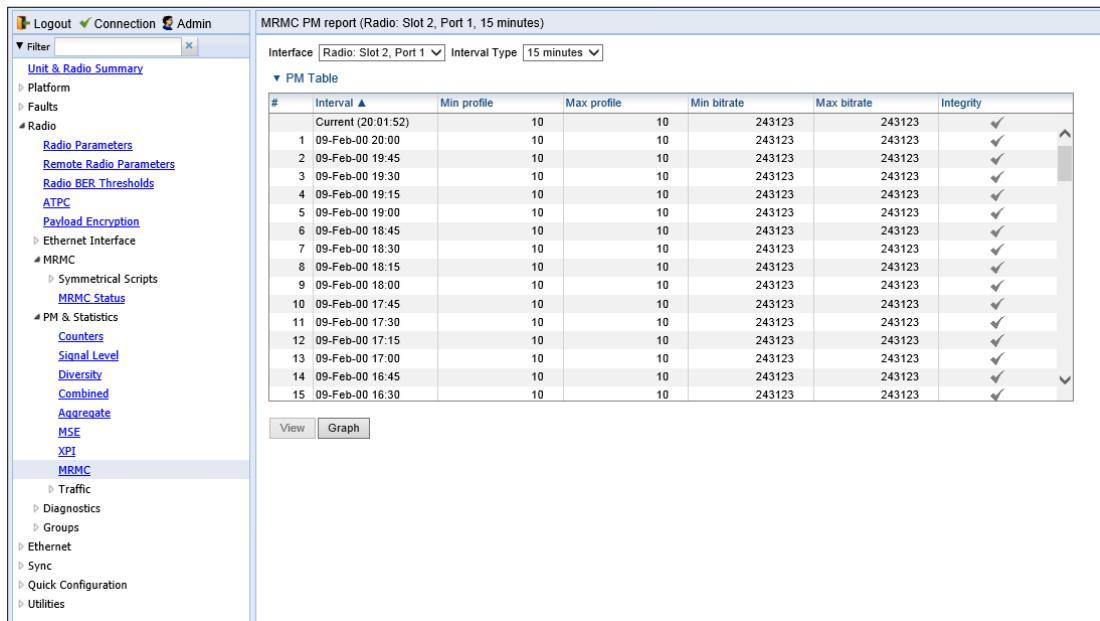 Logout Connection Admin
▼ Filter
Unit & Radio Summary
Platform
Faults
Radio
Radio Parameters
Remote Radio Parameters
Radio BER Thresholds
ATPC
Payload Encryption
Ethernet Interface
MRMC
Symmetrical Scripts
MRMC Status
PM & Statistics
Counters
Signal Level
Diversity
Combined
Aggregate
MSE
XPI
MRMC
Traffic
Diagnostics
Groups
Ethernet
Sync
Quick Configuration
Utilities
MRMC PM report (Radio: Slot 2, Port 1, 15 minutes)
Interface Radio: Slot 2, Port 1 Interval Type 15 minutes
▼ PM Table
# Interval ▲ Min profile Max profile Min bitrate Max bitrate Integrity
Current (20:01:52) 10 10 243123 243123 ✓
1 09-Feb-00 20:00 10 10 243123 243123 ✓
2 09-Feb-00 19:45 10 10 243123 243123 ✓
3 09-Feb-00 19:30 10 10 243123 243123 ✓
4 09-Feb-00 19:15 10 10 243123 243123 ✓
5 09-Feb-00 19:00 10 10 243123 243123 ✓
6 09-Feb-00 18:45 10 10 243123 243123 ✓
7 09-Feb-00 18:30 10 10 243123 243123 ✓
8 09-Feb-00 18:15 10 10 243123 243123 ✓
9 09-Feb-00 18:00 10 10 243123 243123 ✓
10 09-Feb-00 17:45 10 10 243123 243123 ✓
11 09-Feb-00 17:30 10 10 243123 243123 ✓
12 09-Feb-00 17:15 10 10 243123 243123 ✓
13 09-Feb-00 17:00 10 10 243123 243123 ✓
14 09-Feb-00 16:45 10 10 243123 243123 ✓
15 09-Feb-00 16:30 10 10 243123 243123 ✓
View Graph